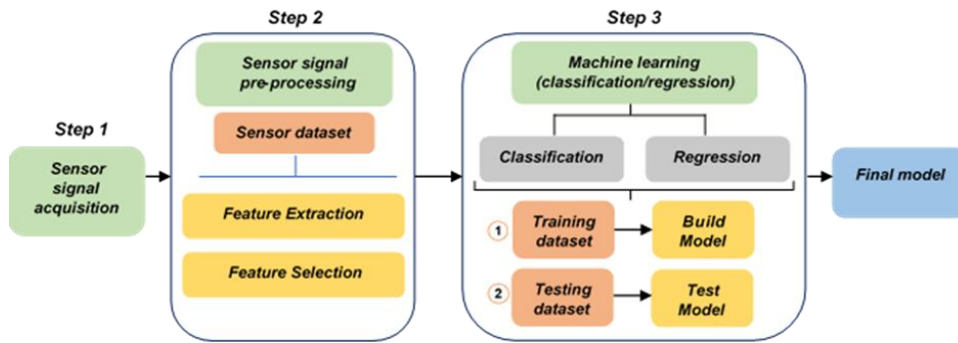 Step 1
Sensor
signal
acquisition
Step 2
Sensor signal
pre-processing
Sensor dataset
Feature Extraction
Feature Selection
Step 3
Machine learning
(classification/regression)
Classification
Regression
1
Training
dataset
Build
Model
2
Testing
dataset
Test
Model
Final model